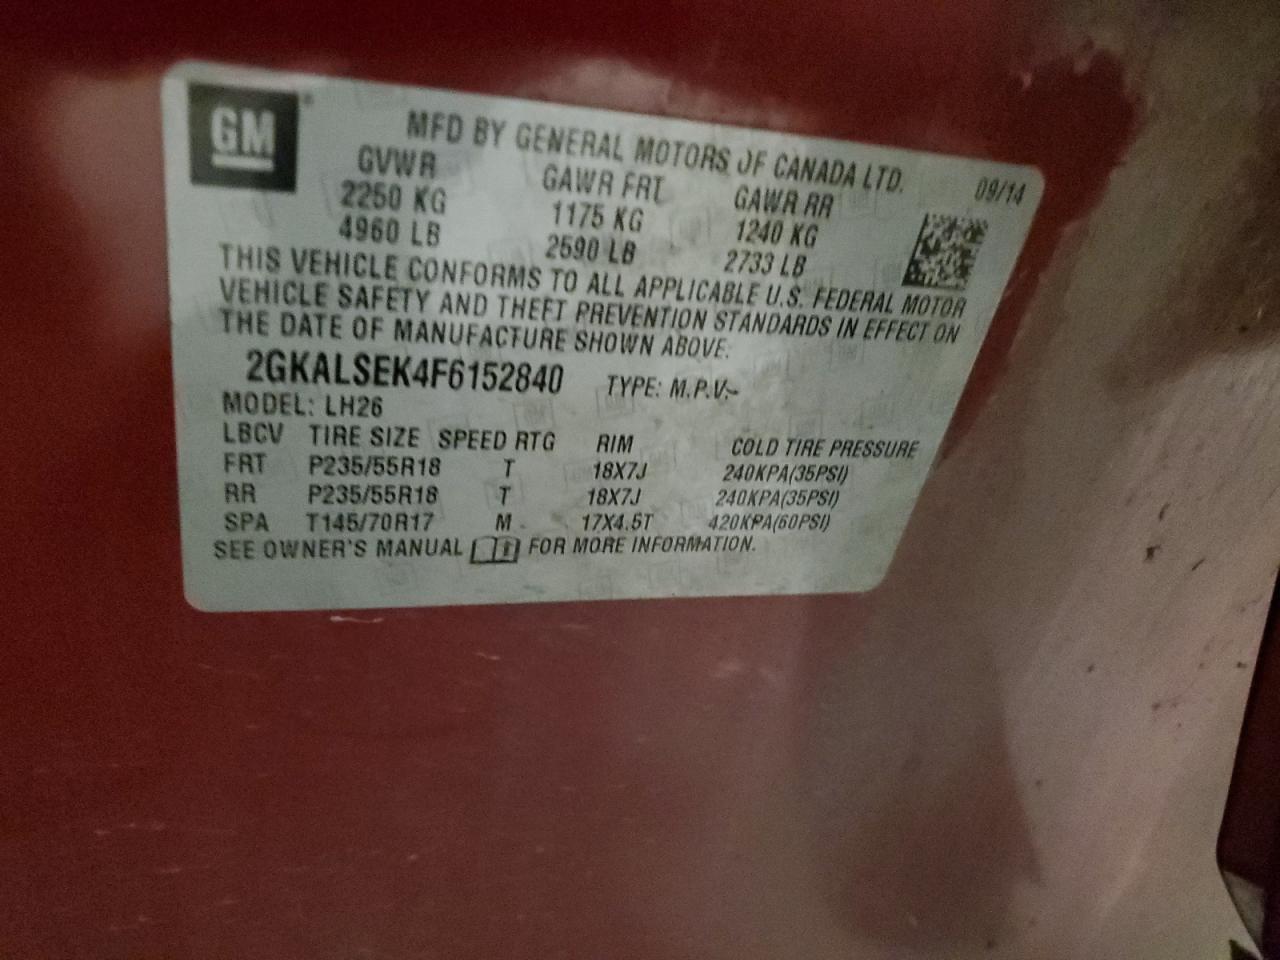 GM
MFD BY GENERAL MOTORS OF CANADA LTD.
GVWR GAWR FRT GAWR RR 09/14
2250 KG 1175 KG 1240 KG
4960 LB 2590 LB 2733 LB
THIS VEHICLE CONFORMS TO ALL APPLICABLE U.S. FEDERAL MOTOR
VEHICLE SAFETY AND THEFT PREVENTION STANDARDS IN EFFECT ON
THE DATE OF MANUFACTURE SHOWN ABOVE:
2GKALSEK4F6152840 TYPE: M.P.V.
MODEL: LH26
LBCV TIRE SIZE SPEED RTG RIM COLD TIRE PRESSURE
FRT P235/55R18 T 18X7J 240KPA(35PSI)
RR P235/55R18 T 18X7J 240KPA(35PSI)
SPA T145/70R17 M 17X4.5T 420KPA(60PSI)
SEE OWNER'S MANUAL FOR MORE INFORMATION.